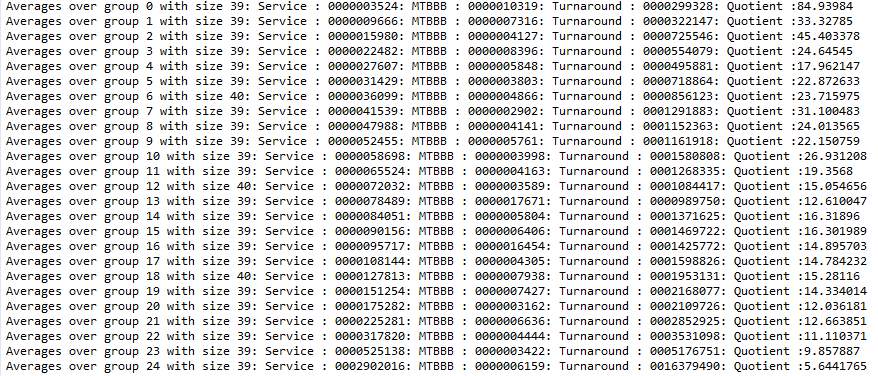 Averages over group 0 with size 39: Service : 0000003524: MTBBB : 0000010319: Turnaround : 0000299328: Quotient :84.93984
Averages over group 1 with size 39: Service : 0000009666: MTBBB : 0000007316: Turnaround : 0000322147: Quotient :33.32785
Averages over group 2 with size 39: Service : 0000015980: MTBBB : 0000004127: Turnaround : 0000725546: Quotient :45.403378
Averages over group 3 with size 39: Service : 0000022482: MTBBB : 0000008396: Turnaround : 0000554079: Quotient :24.64545
Averages over group 4 with size 39: Service : 0000027607: MTBBB : 0000005848: Turnaround : 0000495881: Quotient :17.962147
Averages over group 5 with size 39: Service : 0000031429: MTBBB : 0000003803: Turnaround : 0000718864: Quotient :22.872633
Averages over group 6 with size 40: Service : 0000036099: MTBBB : 0000004866: Turnaround : 0000856123: Quotient :23.715975
Averages over group 7 with size 39: Service : 0000041539: MTBBB : 0000002902: Turnaround : 0001291883: Quotient :31.100483
Averages over group 8 with size 39: Service : 0000047988: MTBBB : 0000004141: Turnaround : 0001152363: Quotient :24.013565
Averages over group 9 with size 39: Service : 0000052455: MTBBB : 0000005761: Turnaround : 0001161918: Quotient :22.150759
Averages over group 10 with size 39: Service : 0000058698: MTBBB : 0000003998: Turnaround : 0001580808: Quotient :26.931208
Averages over group 11 with size 39: Service : 0000065524: MTBBB : 0000004163: Turnaround : 0001268335: Quotient :19.3568
Averages over group 12 with size 40: Service : 0000072032: MTBBB : 0000003589: Turnaround : 0001084417: Quotient :15.054656
Averages over group 13 with size 39: Service : 0000078489: MTBBB : 0000017671: Turnaround : 0000989750: Quotient :12.610047
Averages over group 14 with size 39: Service : 0000084051: MTBBB : 0000005804: Turnaround : 0001371625: Quotient :16.31896
Averages over group 15 with size 39: Service : 0000090156: MTBBB : 0000006406: Turnaround : 0001469722: Quotient :16.301989
Averages over group 16 with size 39: Service : 0000095717: MTBBB : 0000016454: Turnaround : 0001425772: Quotient :14.895703
Averages over group 17 with size 39: Service : 0000108144: MTBBB : 0000004305: Turnaround : 0001598826: Quotient :14.784232
Averages over group 18 with size 40: Service : 0000127813: MTBBB : 0000007938: Turnaround : 0001953131: Quotient :15.28116
Averages over group 19 with size 39: Service : 0000151254: MTBBB : 0000007427: Turnaround : 0002168077: Quotient :14.334014
Averages over group 20 with size 39: Service : 0000175282: MTBBB : 0000003162: Turnaround : 0002109726: Quotient :12.036181
Averages over group 21 with size 39: Service : 0000225281: MTBBB : 0000006636: Turnaround : 0002852925: Quotient :12.663851
Averages over group 22 with size 39: Service : 0000317820: MTBBB : 0000004444: Turnaround : 0003531098: Quotient :11.110371
Averages over group 23 with size 39: Service : 0000525138: MTBBB : 0000003422: Turnaround : 0005176751: Quotient :9.857887
Averages over group 24 with size 39: Service : 0002902016: MTBBB : 0000006159: Turnaround : 0016379490: Quotient :5.6441765